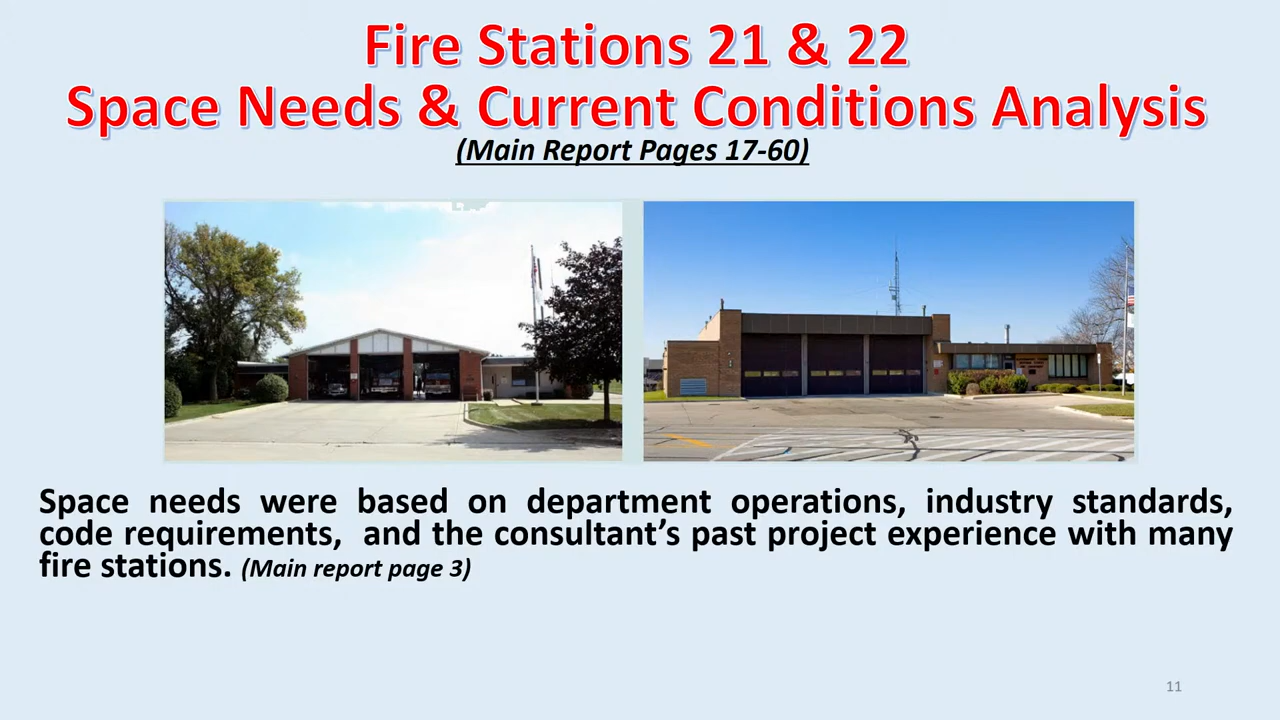 Fire Stations 21 & 22
Space Needs & Current Conditions Analysis
(Main Report Pages 17-60)
Space needs were based on department operations, industry standards,
code requirements,  and the consultant’s past project experience with many
fire stations. (Main report page 3)
11